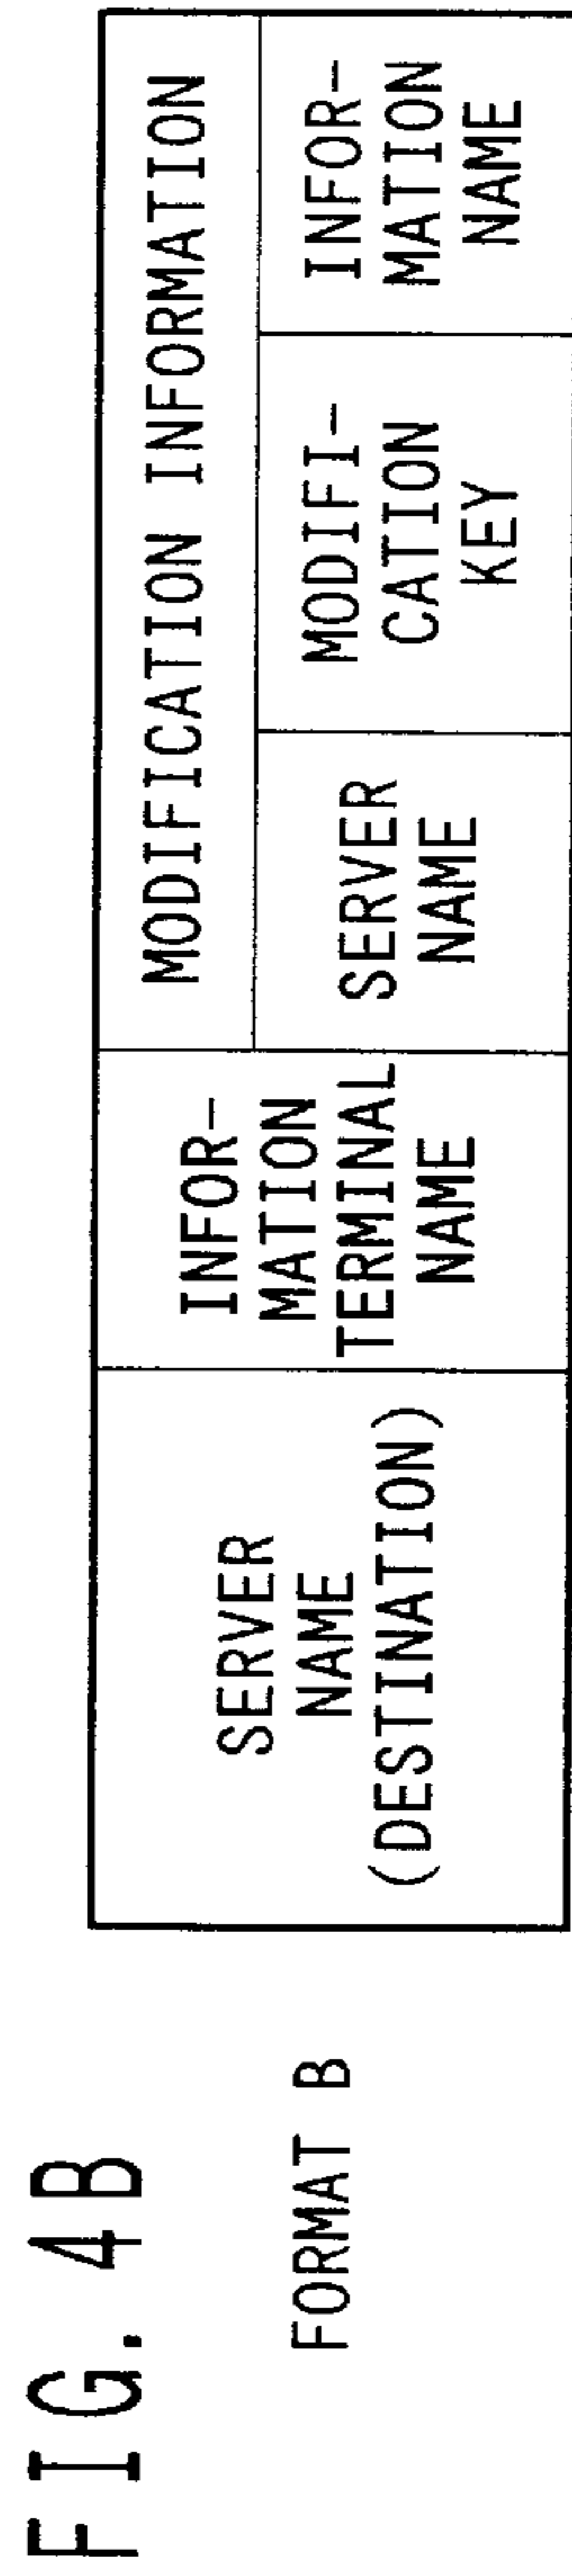 FIG. 4B
FORMAT B
SERVER
NAME
(DESTINATION)
INFOR-
MATION
TERMINAL
NAME
MODIFICATION INFORMATION
SERVER
NAME
MODIFI-
CATION
KEY
INFOR-
MATION
NAME